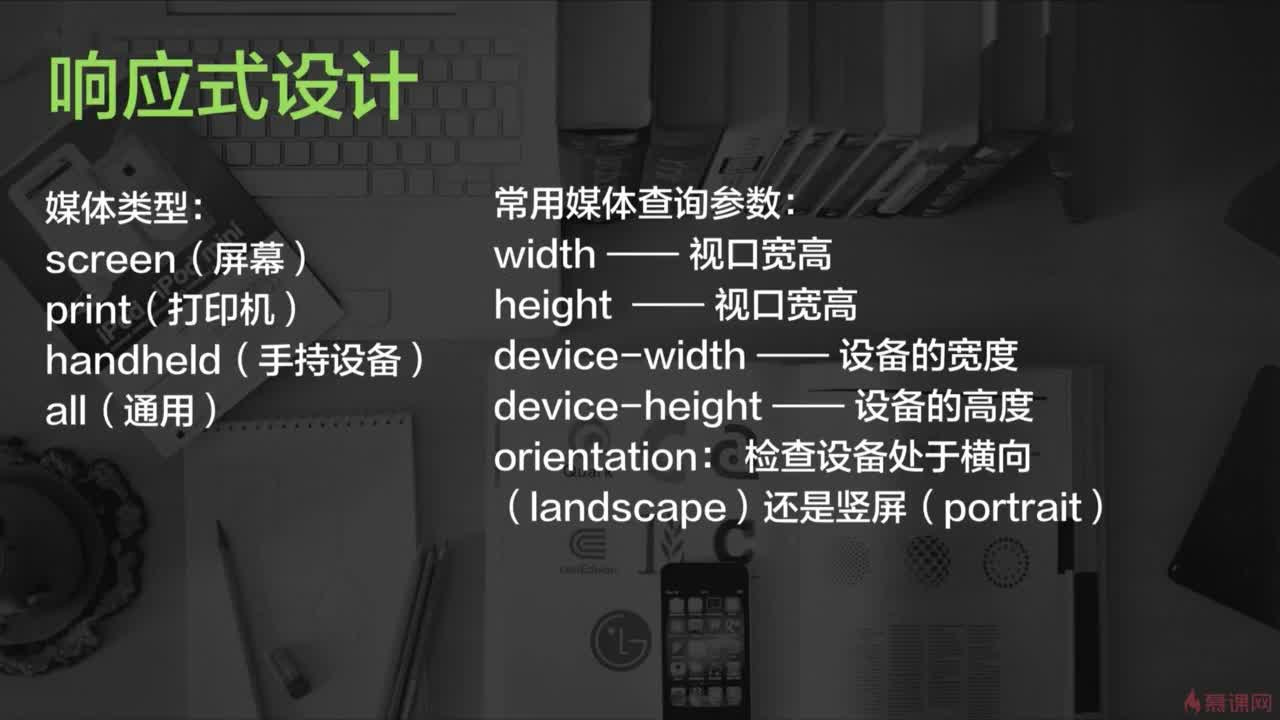 响应式设计
媒体类型：
screen（屏幕）
print（打印机）
handheld（手持设备）
all（通用）
常用媒体查询参数：
width —— 视口宽高
height —— 视口宽高
device-width —— 设备的宽度
device-height —— 设备的高度
orientation： 检查设备处于横向
（landscape）还是竖屏（portrait）
慕课网